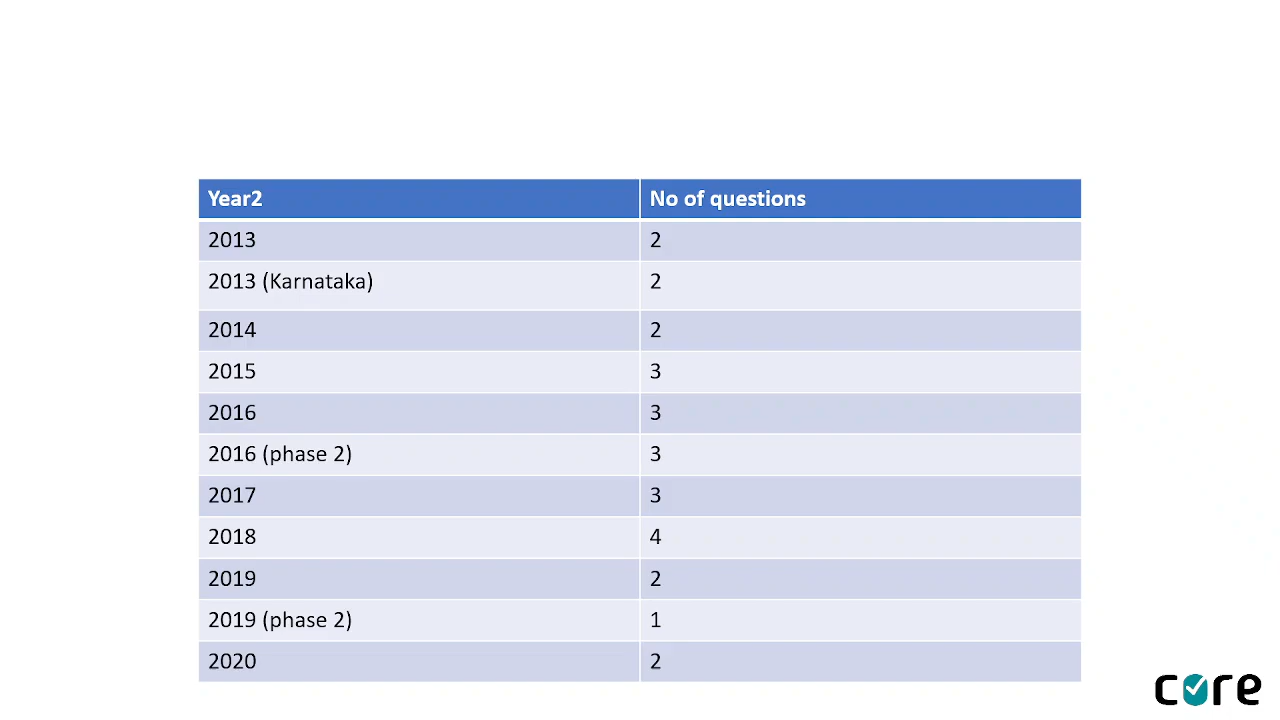 Year2 No of questions
2013 2
2013 (Karnataka) 2
2014 2
2015 3
2016 3
2016 (phase 2) 3
2017 3
2018 4
2019 2
2019 (phase 2) 1
2020 2
core